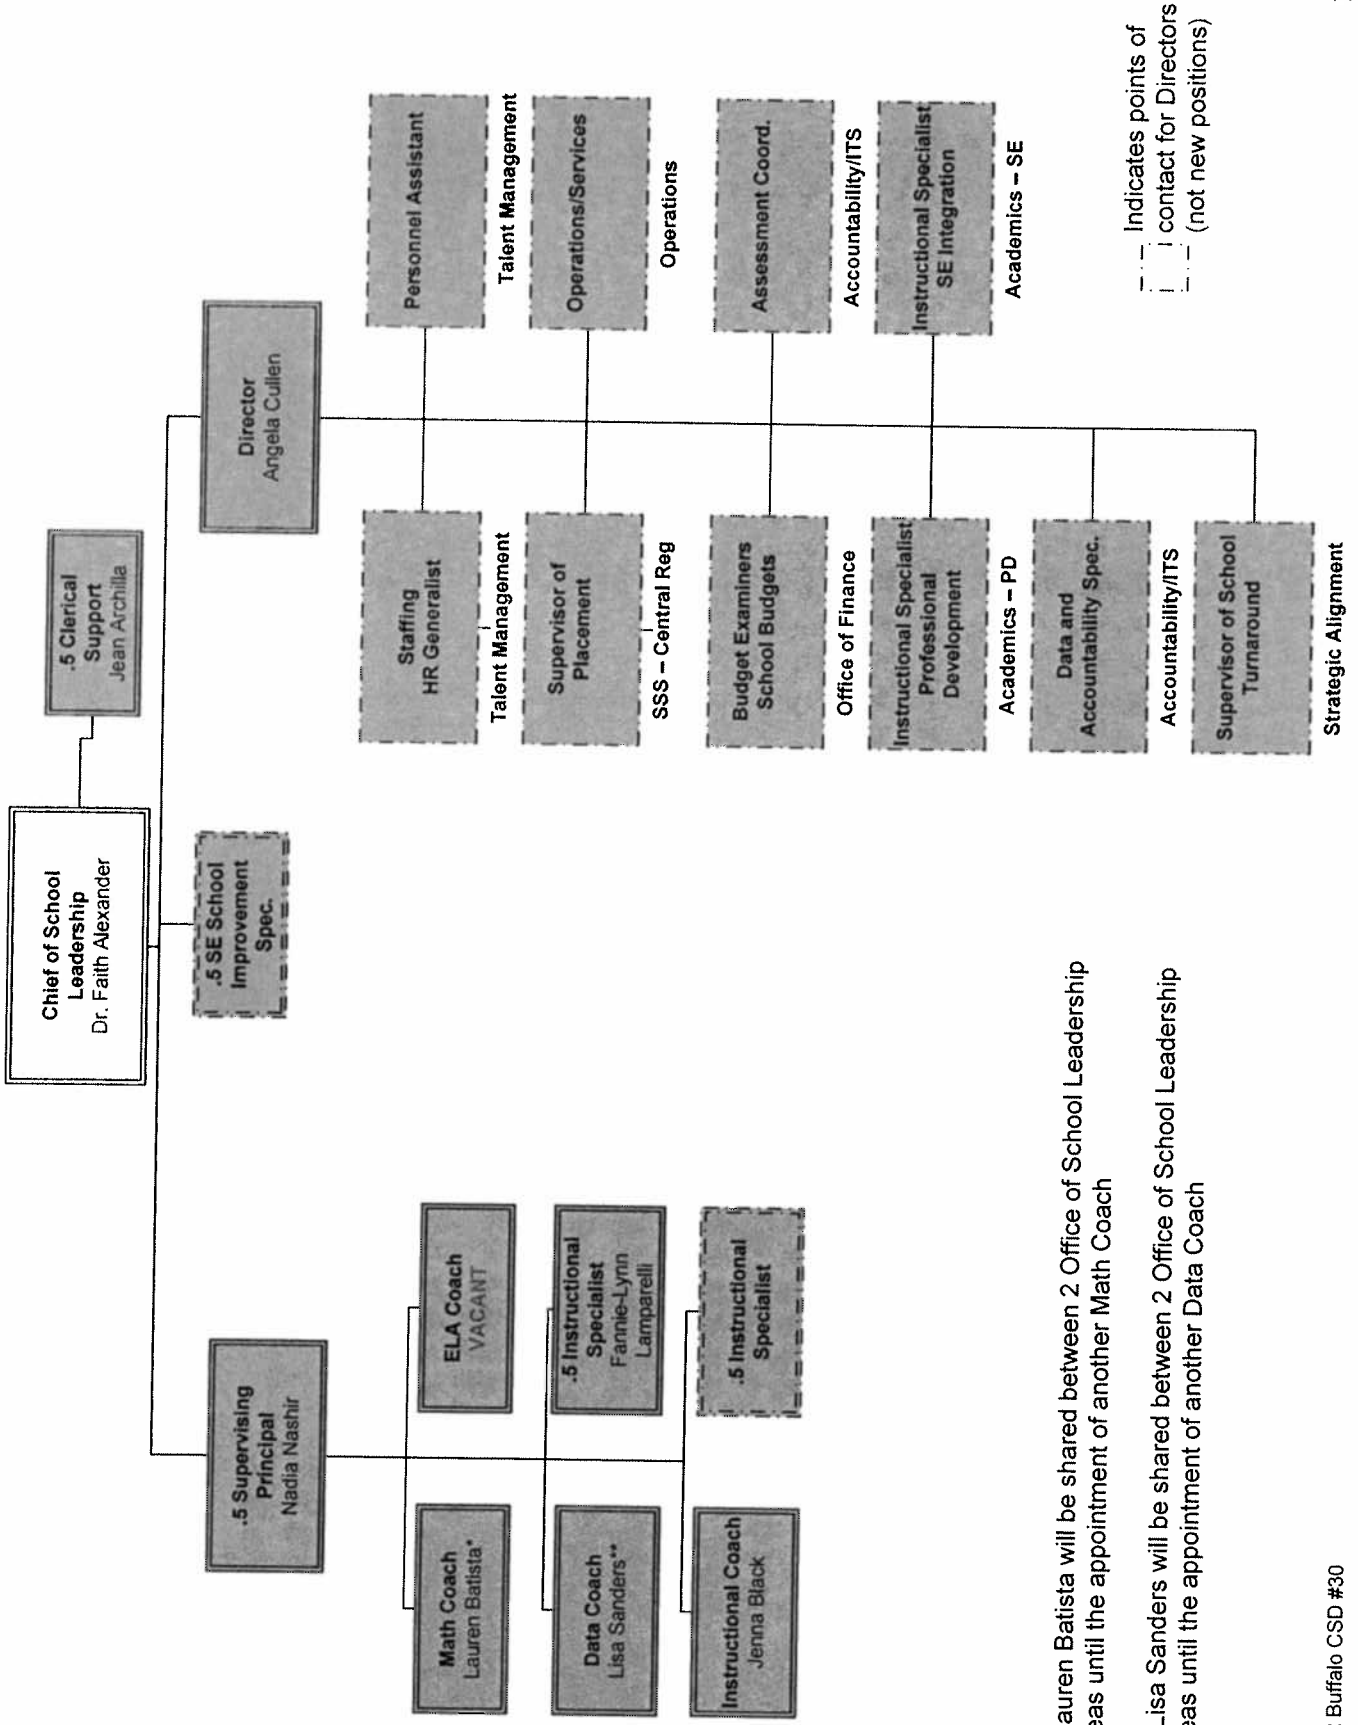 Chief of School
Leadership
Dr. Faith Alexander
.5 Clerical
Support
Jean Archilla
.5 SE School
Improvement
Spec.
.5 Supervising
Principal
Nadia Nashir
Math Coach
Lauren Batista*
ELA Coach
VACANT
Data Coach
Lisa Sanders**
.5 Instructional
Specialist
Fannie-Lynn
Lamparelli
Instructional Coach
Jenna Black
.5 Instructional
Specialist
Director
Angela Cullen
Staffing
HR Generalist
Talent Management
Personnel Assistant
Talent Management
Supervisor of
Placement
SSS – Central Reg
Operations/Services
Operations
Budget Examiners
School Budgets
Office of Finance
Assessment Coord.
Accountability/ITS
Instructional Specialist
Professional
Development
Academics – PD
Instructional Specialist
SE Integration
Academics – SE
Data and
Accountability Spec.
Accountability/ITS
Supervisor of School
Turnaround
Strategic Alignment
Indicates points of
contact for Directors
(not new positions)
auren Batista will be shared between 2 Office of School Leadership
eas until the appointment of another Math Coach
Lisa Sanders will be shared between 2 Office of School Leadership
eas until the appointment of another Data Coach
Buffalo CSD #30